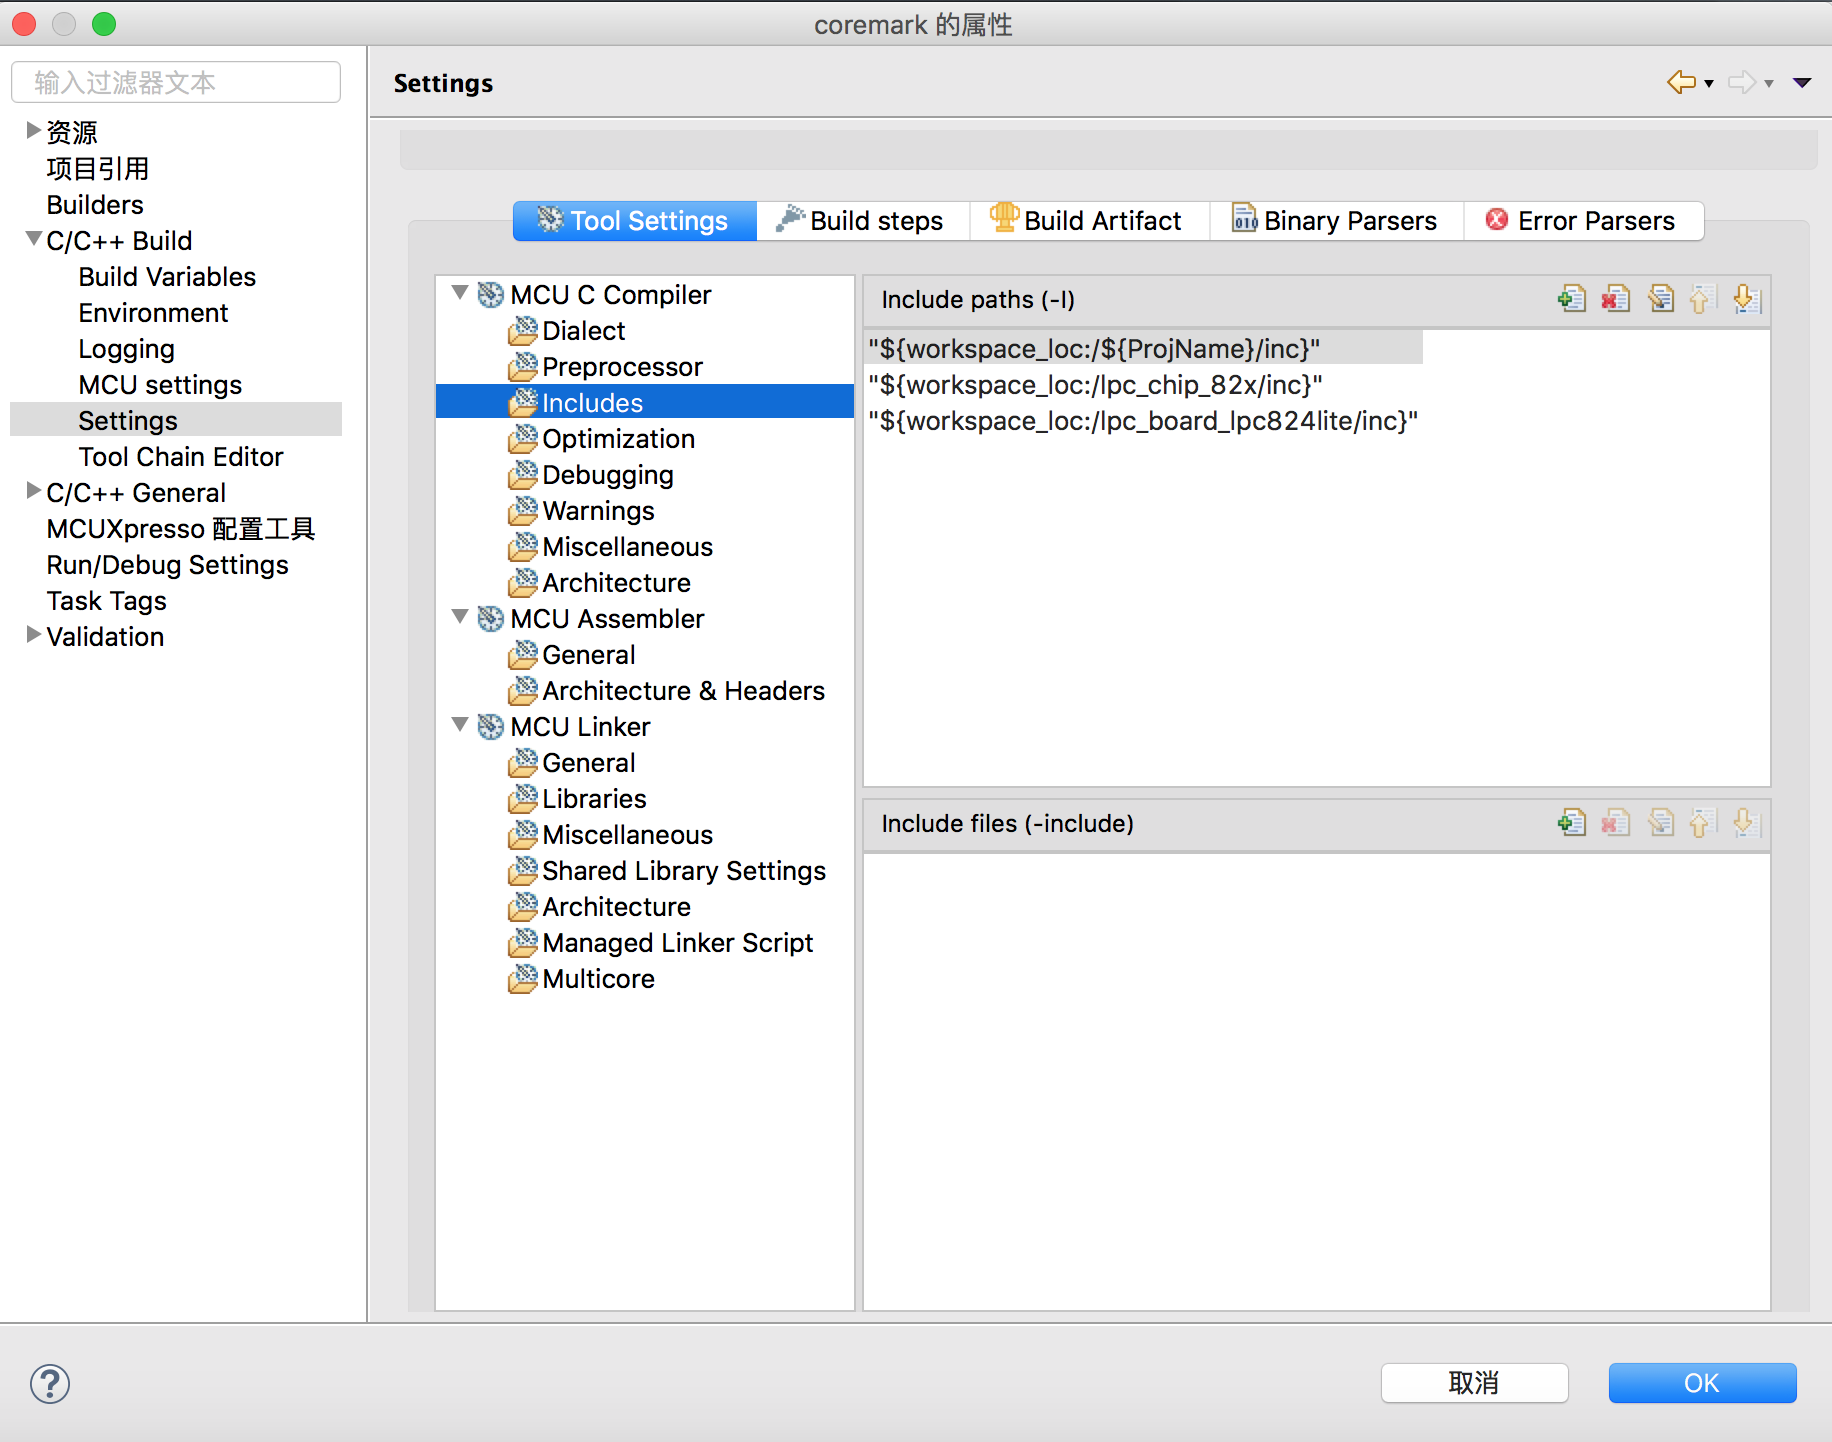 coremark 的属性
输入过滤器文本
资源
项目引用
Builders
C/C++ Build
Build Variables
Environment
Logging
MCU settings
Settings
Tool Chain Editor
C/C++ General
MCUXpresso 配置工具
Run/Debug Settings
Task Tags
Validation
Settings
Tool Settings
Build steps
Build Artifact
010
Binary Parsers
Error Parsers
MCU C Compiler
Dialect
Preprocessor
Includes
Optimization
Debugging
Warnings
Miscellaneous
Architecture
MCU Assembler
General
Architecture & Headers
MCU Linker
General
Libraries
Miscellaneous
Shared Library Settings
Architecture
Managed Linker Script
Multicore
Include paths (-I)
"${workspace_loc:/${ProjName}/inc}"
"${workspace_loc:/lpc_chip_82x/inc}"
"${workspace_loc:/lpc_board_lpc824lite/inc}"
Include files (-include)
?
取消
OK